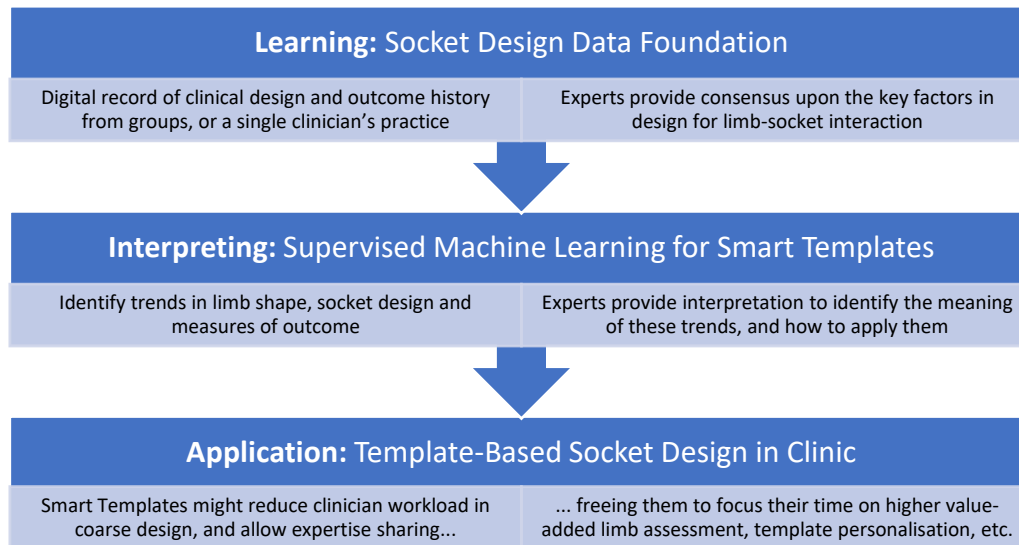 Learning: Socket Design Data Foundation
Digital record of clinical design and outcome history
from groups, or a single clinician's practice
Experts provide consensus upon the key factors in
design for limb-socket interaction
Interpreting: Supervised Machine Learning for Smart Templates
Identify trends in limb shape, socket design and
measures of outcome
Experts provide interpretation to identify the meaning
of these trends, and how to apply them
Application: Template-Based Socket Design in Clinic
Smart Templates might reduce clinician workload in
coarse design, and allow expertise sharing...
... freeing them to focus their time on higher value-
added limb assessment, template personalisation, etc.